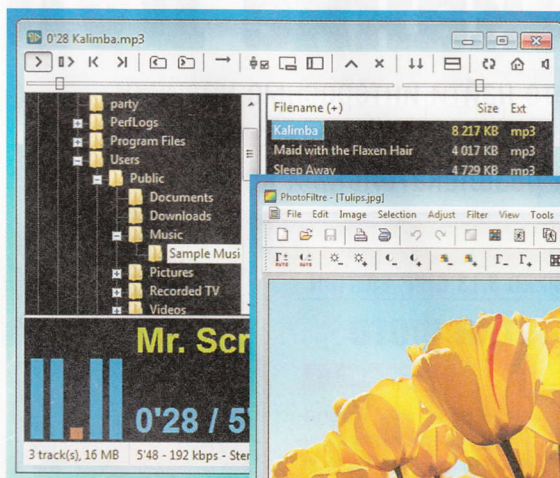 0'28 Kalimba.mp3
party
PerfLogs
Program Files
Users
Public
Documents
Downloads
Music
Sample Musi
Pictures
Recorded TV
Videos
Filename (+) Size Ext
Kalimba 8 217 KB mp3
Maid with the Flaxen Hair 4 017 KB mp3
Sleep Away 4 729 KB mp3
Mr. Scr
0'28 / 5'
3 track(s), 16 MB 5'48 - 192 kbps - Ster
PhotoFiltre - [Tulips.jpg]
File Edit Image Selection Adjust Filter View Tools
AUTO AUTO